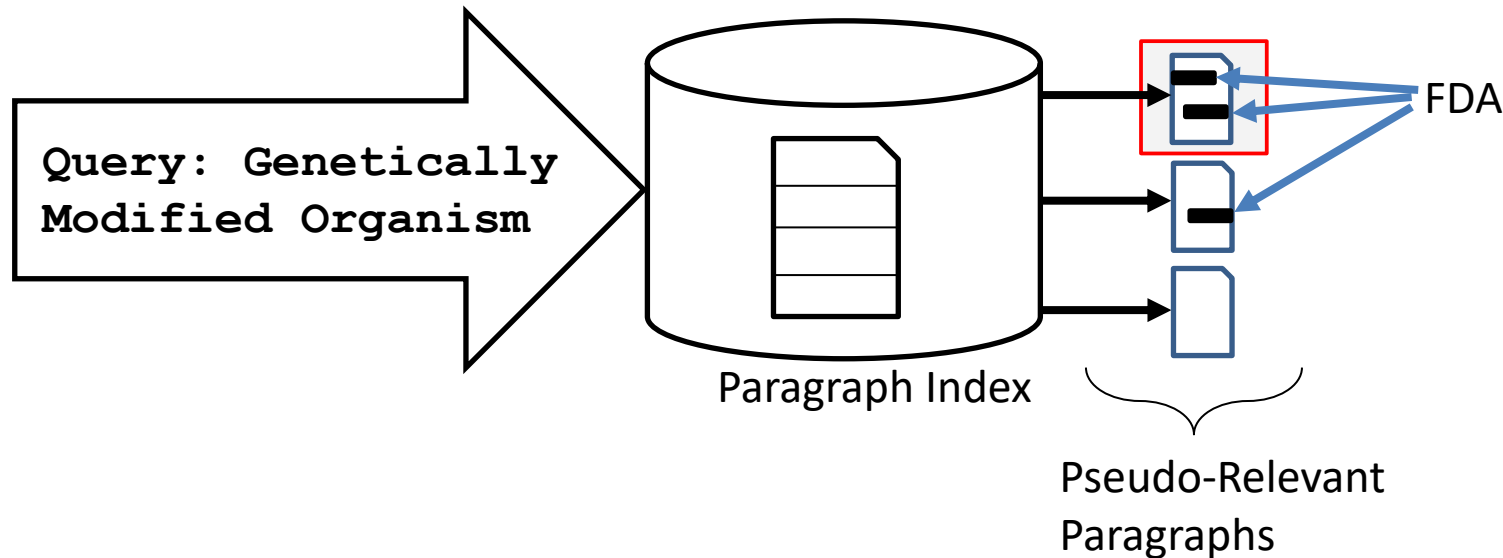 Query: Genetically
Modified Organism
FDA
Paragraph Index
Pseudo-Relevant
Paragraphs